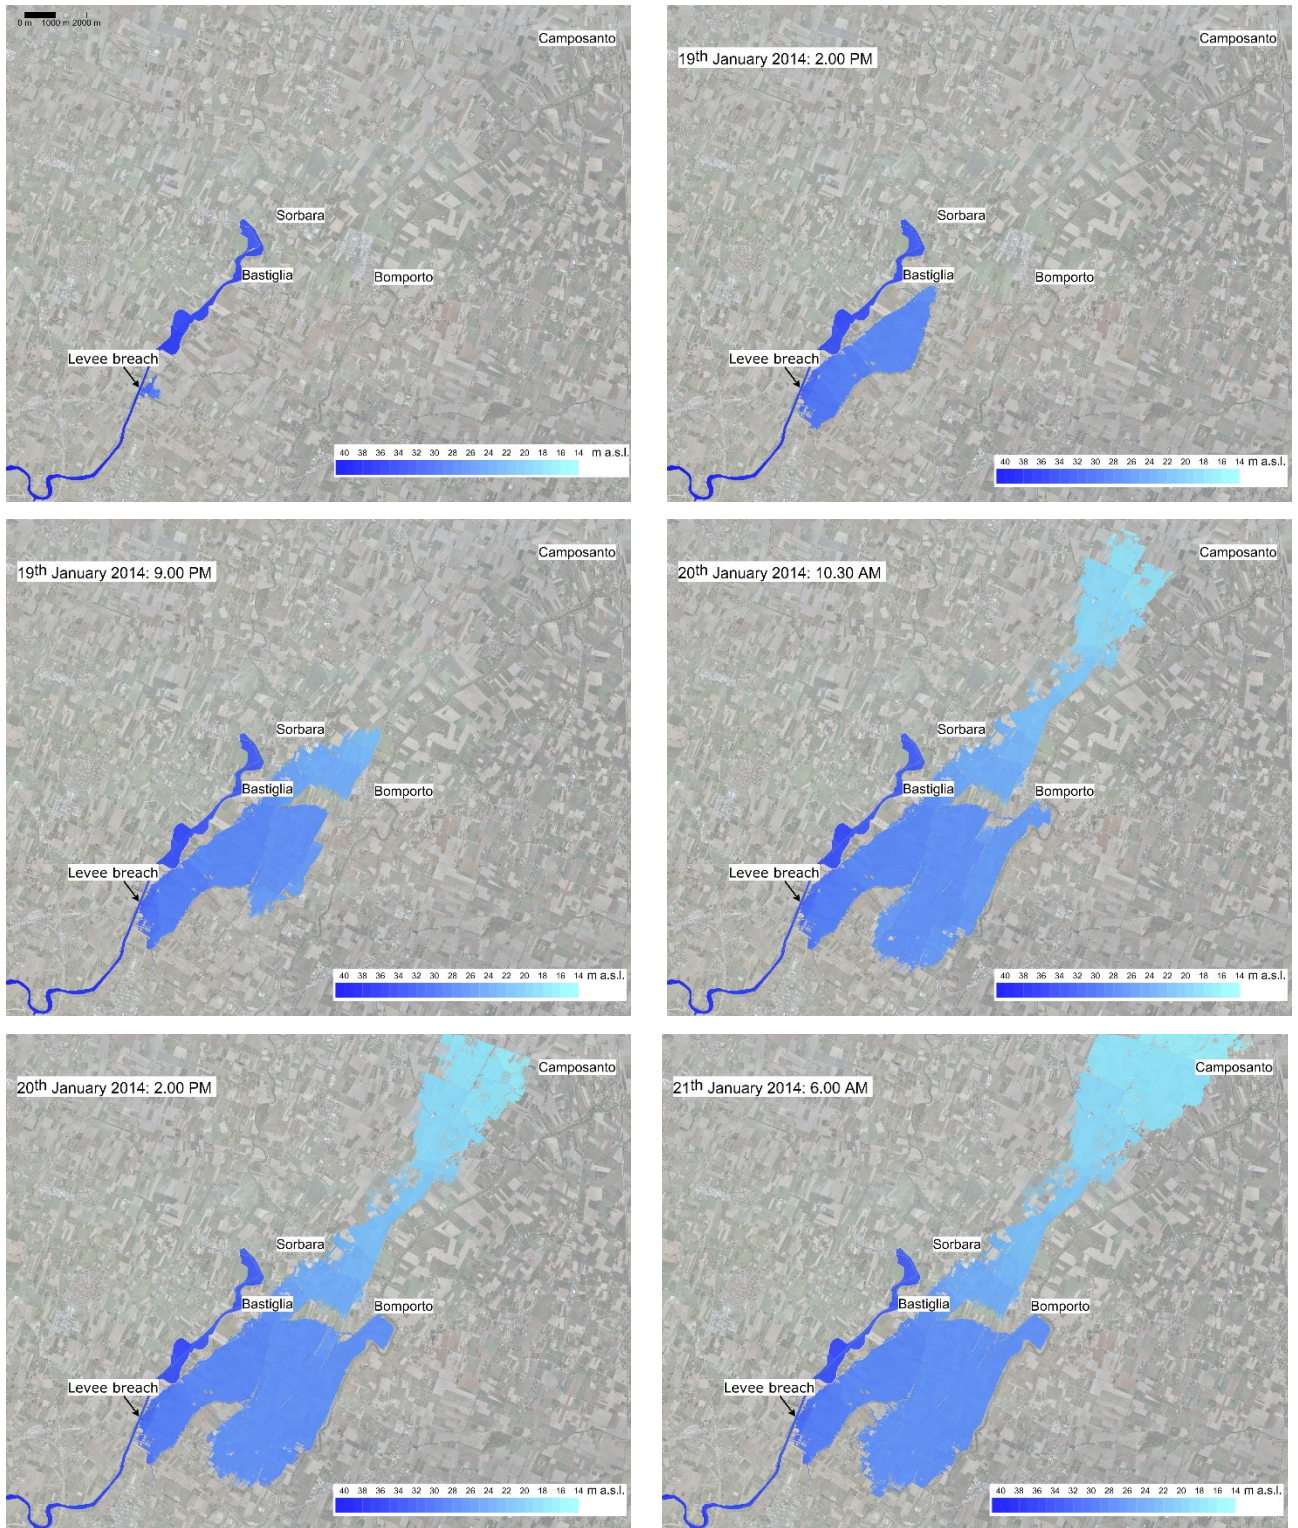 0 m 1000 m 2000 m
Camposanto
Sorbara
Bastiglia
Bomporto
Levee breach
40 38 36 34 32 30 28 26 24 22 20 18 16 14 m a.s.l.
19th January 2014: 2.00 PM
Camposanto
Sorbara
Bastiglia
Bomporto
Levee breach
40 38 36 34 32 30 28 26 24 22 20 18 16 14 m a.s.l.
19th January 2014: 9.00 PM
Camposanto
Sorbara
Bastiglia
Bomporto
Levee breach
40 38 36 34 32 30 28 26 24 22 20 18 16 14 m a.s.l.
20th January 2014: 10.30 AM
Camposanto
Sorbara
Bastiglia
Bomporto
Levee breach
40 38 36 34 32 30 28 26 24 22 20 18 16 14 m a.s.l.
20th January 2014: 2.00 PM
Camposanto
Sorbara
Bastiglia
Bomporto
Levee breach
40 38 36 34 32 30 28 26 24 22 20 18 16 14 m a.s.l.
21th January 2014: 6.00 AM
Camposanto
Sorbara
Bastiglia
Bomporto
Levee breach
40 38 36 34 32 30 28 26 24 22 20 18 16 14 m a.s.l.